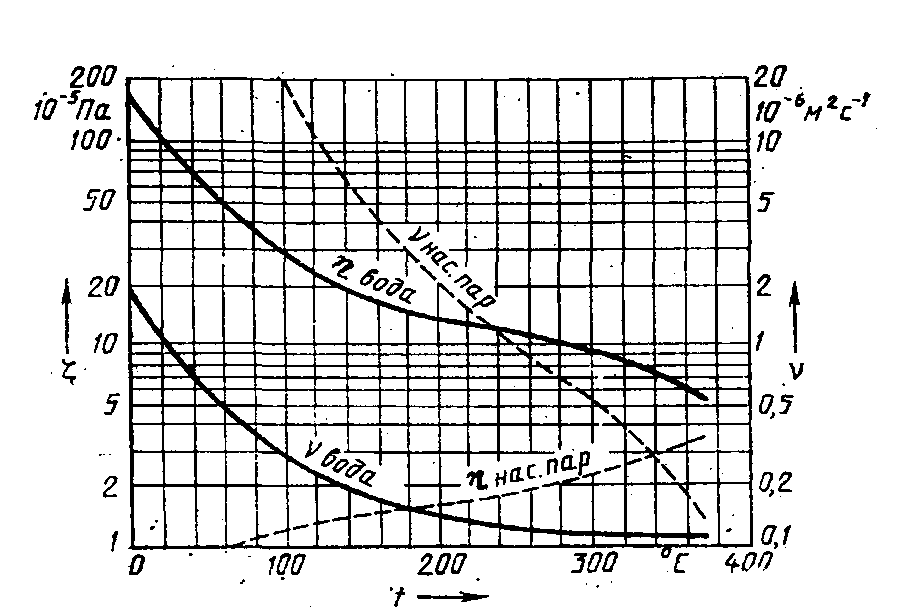 200
10⁻⁵Па
100
50
20
10
ζ
5
2
1
20
10⁻⁶м²с⁻¹
10
5
2
1
ν
0,5
0,2
0,1
ν нас.пар
η вода
ν вода
η нас.пар
0 100 200 300 °C 400
t